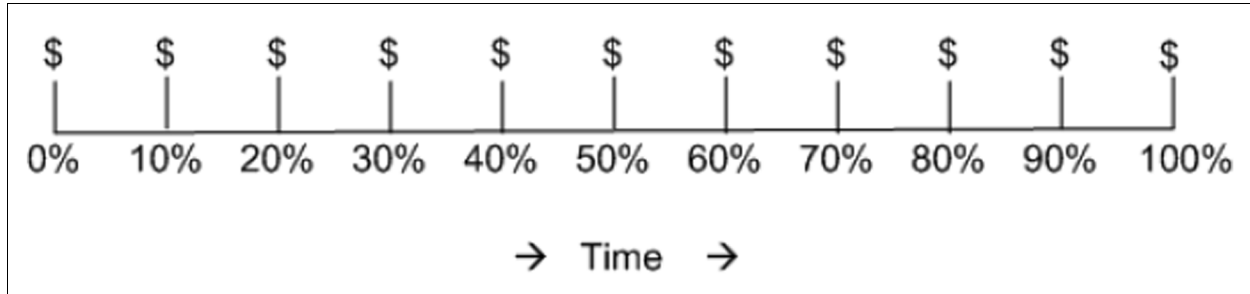 $ $ $ $ $ $ $ $ $ $ $
0% 10% 20% 30% 40% 50% 60% 70% 80% 90% 100%
→ Time →